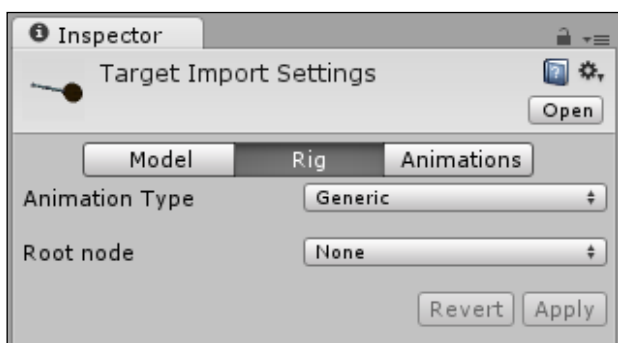 Inspector
Target Import Settings
Open
Model Rig Animations
Animation Type Generic
Root node None
Revert Apply